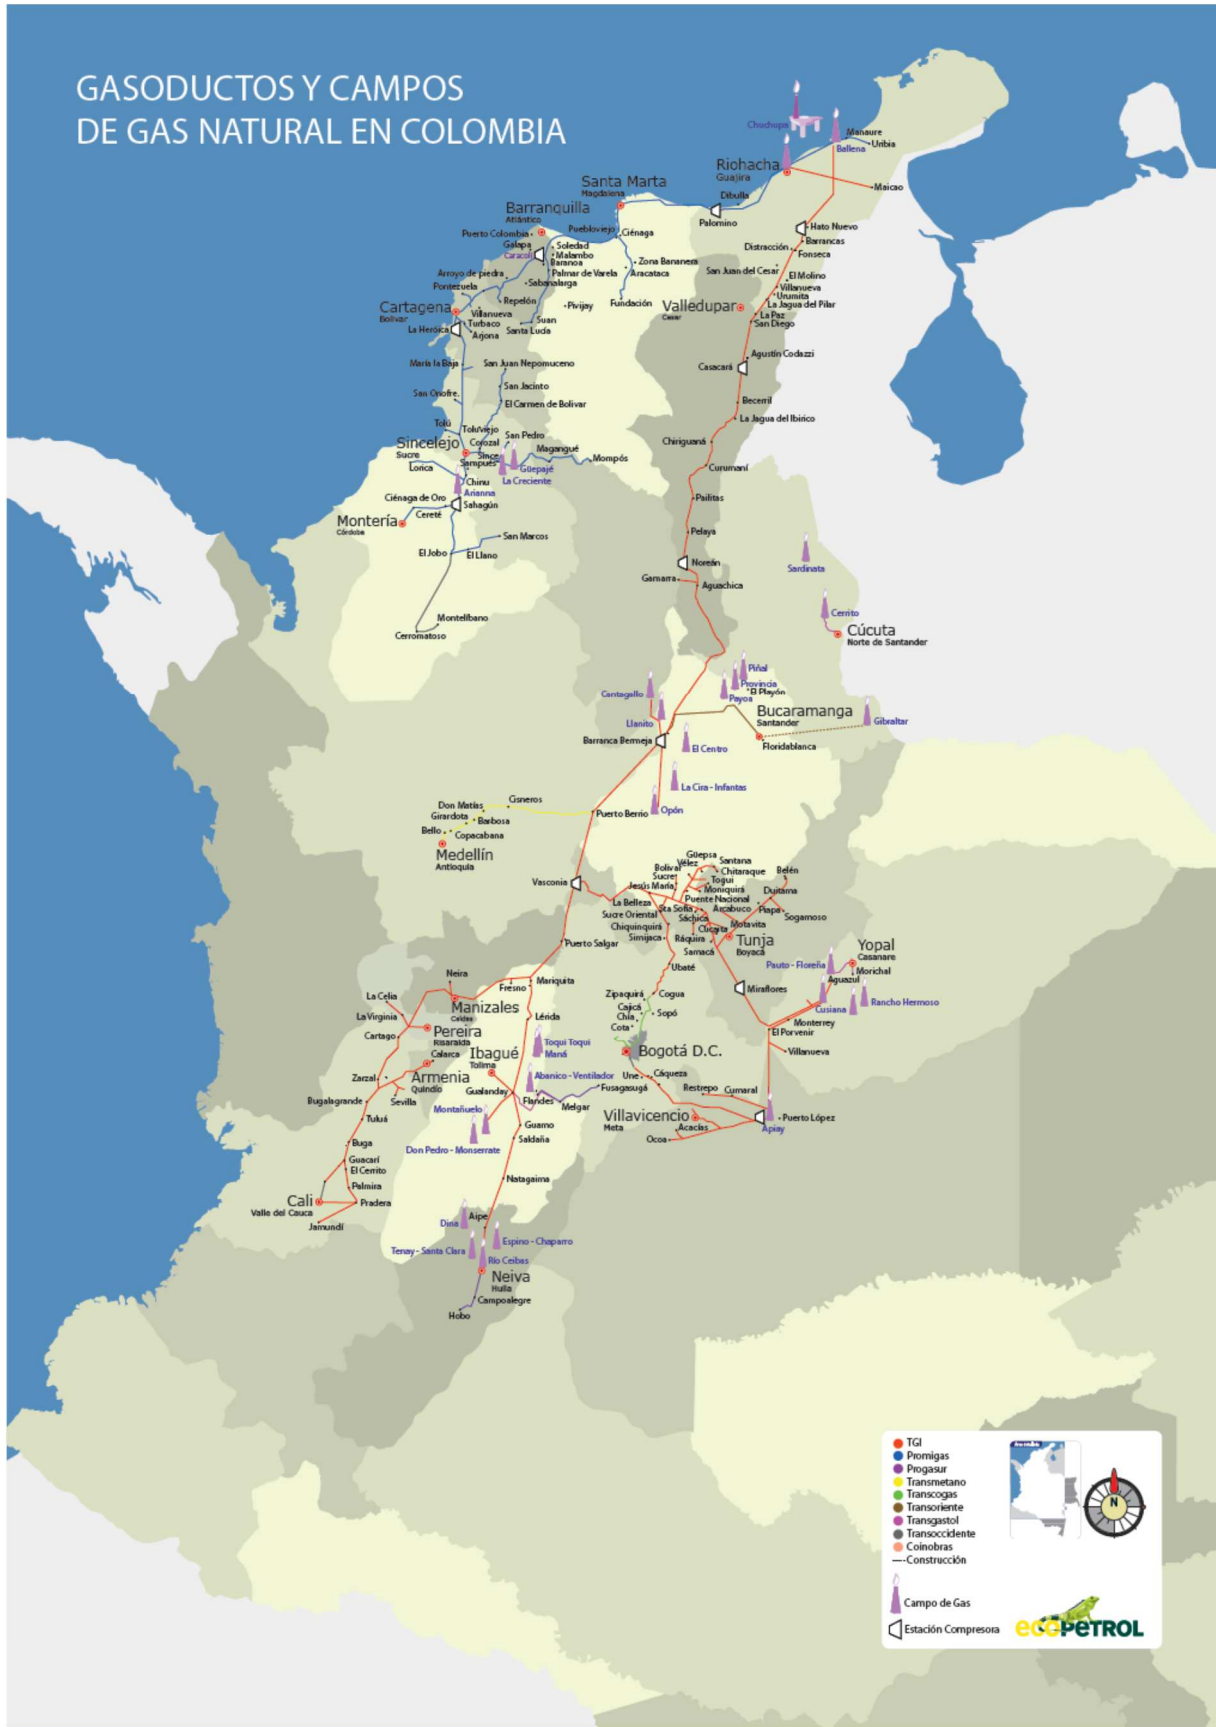 GASODUCTOS Y CAMPOS
DE GAS NATURAL EN COLOMBIA
Chuchupa
Manaure
Uribia
Ballena
Riohacha
Guajira
Maicao
Santa Marta
Magdalena
Dibulla
Palomino
Barranquilla
Atlántico
Puerto Colombia
Puebloviejo
Ciénaga
Hato Nuevo
Barrancas
Distracción
Fonseca
Galapa
Soledad
Caracoli
Malambo
Baranoa
Zona Bananera
Arroyo de piedra
Palmar de Varela
Aracataca
San Juan del Cesar
El Molino
Pontezuela
Sabanalarga
Villanueva
Urumita
Repelón
Pivijay
Fundación
La Jagua del Pilar
Cartagena
Bolívar
Valledupar
Cesar
La Paz
San Diego
Villanueva
Turbaco
Suan
La Heróica
Arjona
Santa Lucía
Agustín Codazzi
Casacará
María la Baja
San Juan Nepomuceno
San Jacinto
San Onofre.
El Carmen de Bolivar
Becerril
La Jagua del Ibirico
Tolú
Toluviejo
Sincelejo
Sucre
Corozal
San Pedro
Chiriguaná
Since
Magangué
Mompós
Sampués
Güepajé
Lorica
Curumaní
Chinu
La Creciente
Arianna
Ciénaga de Oro
Sahagún
Pailitas
Cereté
Montería
Córdoba
San Marcos
Pelaya
El Jobo
El Llano
Noreán
Sardinata
Gamarra
Aguachica
Cerrito
Montelíbano
Cerromatoso
Cúcuta
Norte de Santander
Piñal
Provincia
El Playón
Cantagallo
Payoa
Bucaramanga
Santander
Llanito
Gibraltar
Barranca Bermeja
El Centro
Floridablanca
La Cira - Infantas
Cisneros
Don Matías
Puerto Berrio
Opón
Girardota
Barbosa
Bello
Copacabana
Medellín
Antioquia
Güepsa
Santana
Bolivar
Vélez
Chitaraque
Belén
Sucre
Togui
Vasconia
Jesús María
Moniquirá
Duitama
Puente Nacional
La Belleza
Sta Sofía
Arcabuco
Paipa
Sucre Oriental
Sáchica
Sogamoso
Chiquinquirá
Cucaita
Motavita
Simijaca
Ráquira
Tunja
Boyacá
Samacá
Puerto Salgar
Yopal
Casanare
Ubaté
Pauto - Floreña
Morichal
Neira
Mariquita
Aguazul
Fresno
Zipaquirá
Cogua
Miraflores
La Celia
Manizales
Caldas
Cajicá
Rancho Hermoso
Cusiana
La Virginia
Lérida
Chía
Sopó
Monterrey
Pereira
Risaralda
Cota
El Porvenir
Cartago
Toqui Toqui
Maná
Ibagué
Tolima
Bogotá D.C.
Villanueva
Calarca
Armenia
Quindío
Abanico - Ventilador
Une
Cáqueza
Zarzal
Gualanday
Fusagasugá
Restrepo
Cumaral
Bugalagrande
Sevilla
Flandes
Melgar
Montañuelo
Villavicencio
Meta
Puerto López
Tuluá
Guamo
Acacías
Apiay
Saldaña
Ocoa
Buga
Don Pedro - Monserrate
Guacarí
El Cerrito
Natagaima
Palmira
Cali
Valle del Cauca
Pradera
Jamundí
Dina
Aipe
Espino - Chaparro
Tenay - Santa Clara
Río Ceibas
Neiva
Huila
Campoalegre
Hobo
TGI
Promigas
Progasur
Transmetano
Transcogas
Transoriente
Transgastol
Transoccidente
Coinobras
Construcción
N
Campo de Gas
Estación Compresora
ecopetrol